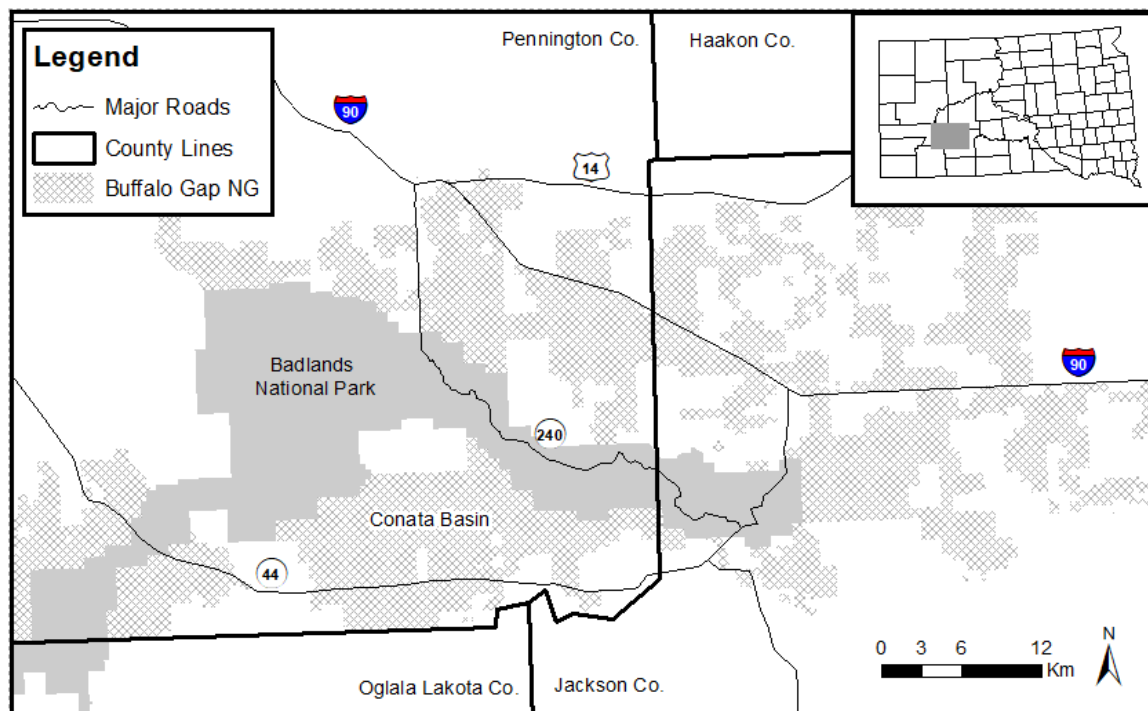 Legend
Major Roads
County Lines
Buffalo Gap NG
Pennington Co.
Haakon Co.
90
14
Badlands
National Park
90
240
Conata Basin
44
Oglala Lakota Co.
Jackson Co.
0 3 6 12
Km
N